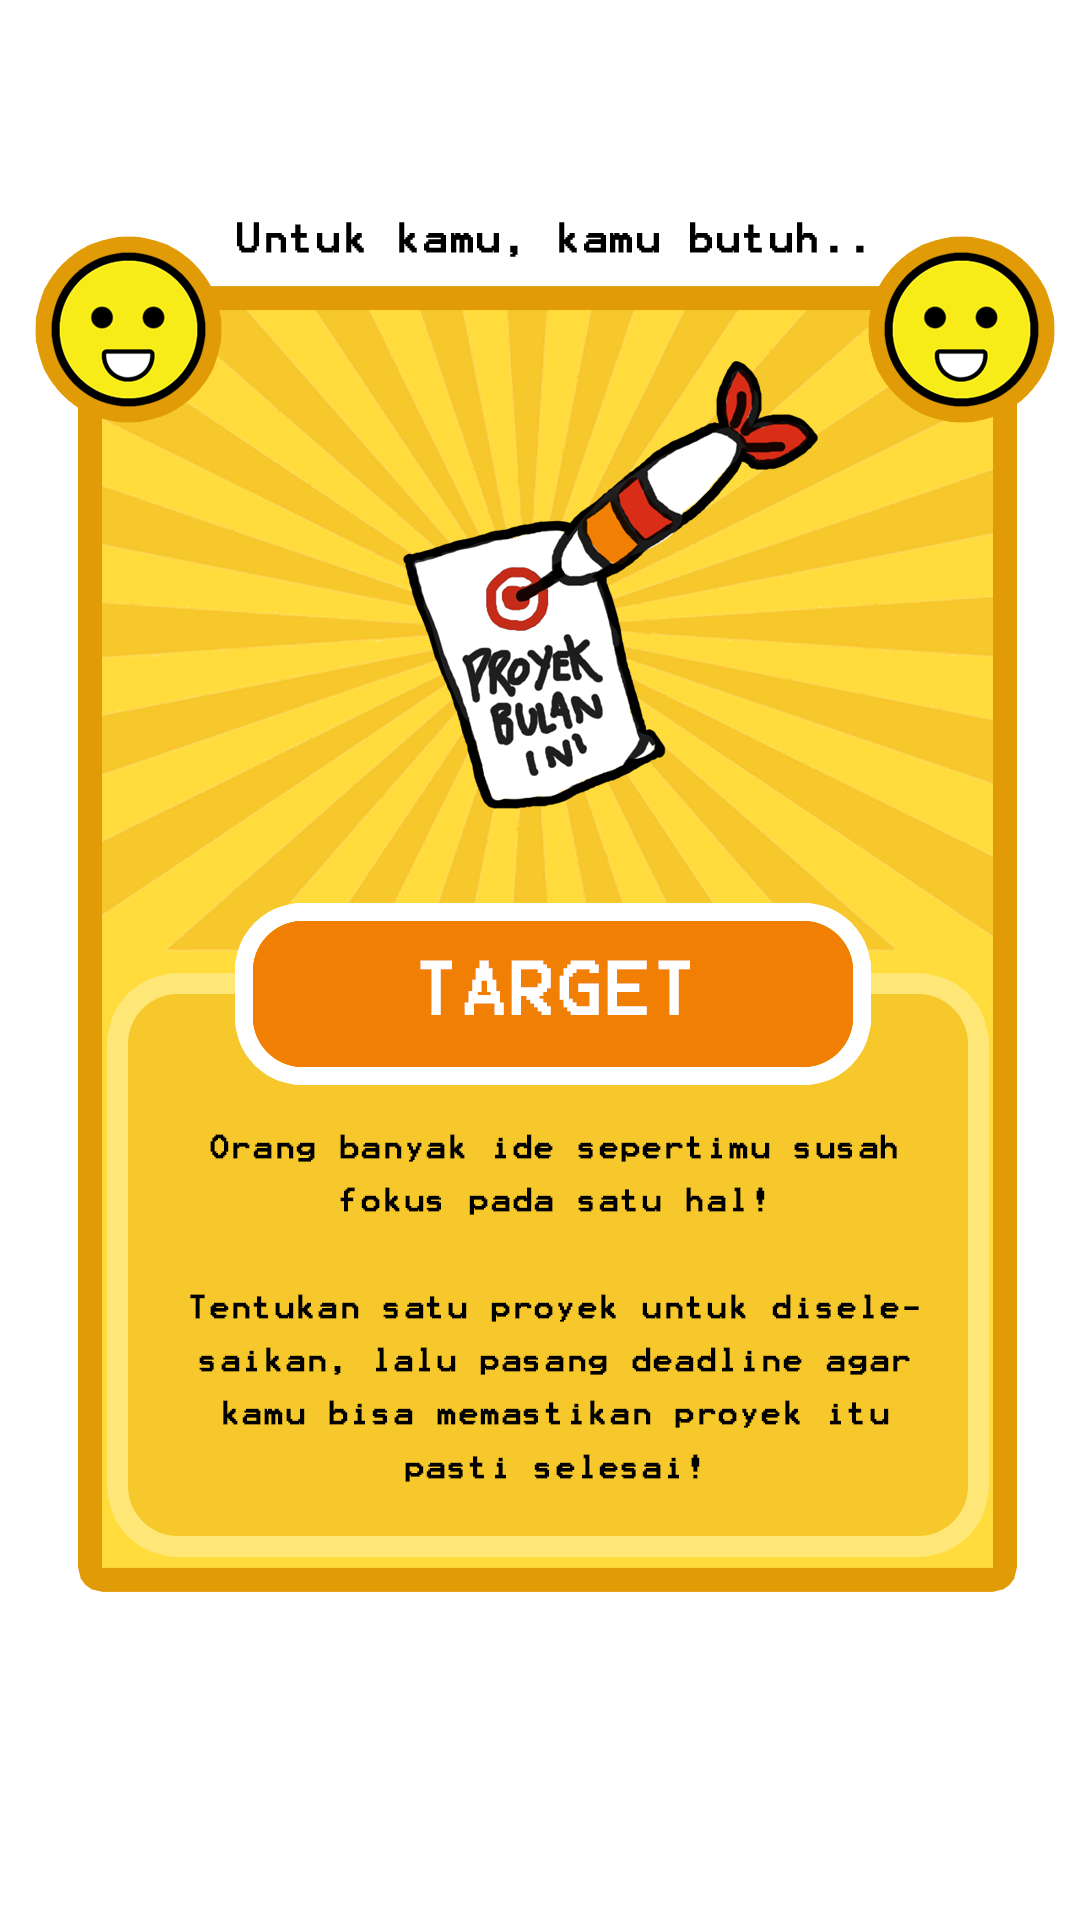 Untuk kamu, kamu butuh..
PROYEK
BULAN
INI
TARGET
Orang banyak ide sepertimu susah
fokus pada satu hal!
Tentukan satu proyek untuk disele-
saikan, lalu pasang deadline agar
kamu bisa memastikan proyek itu
pasti selesai!